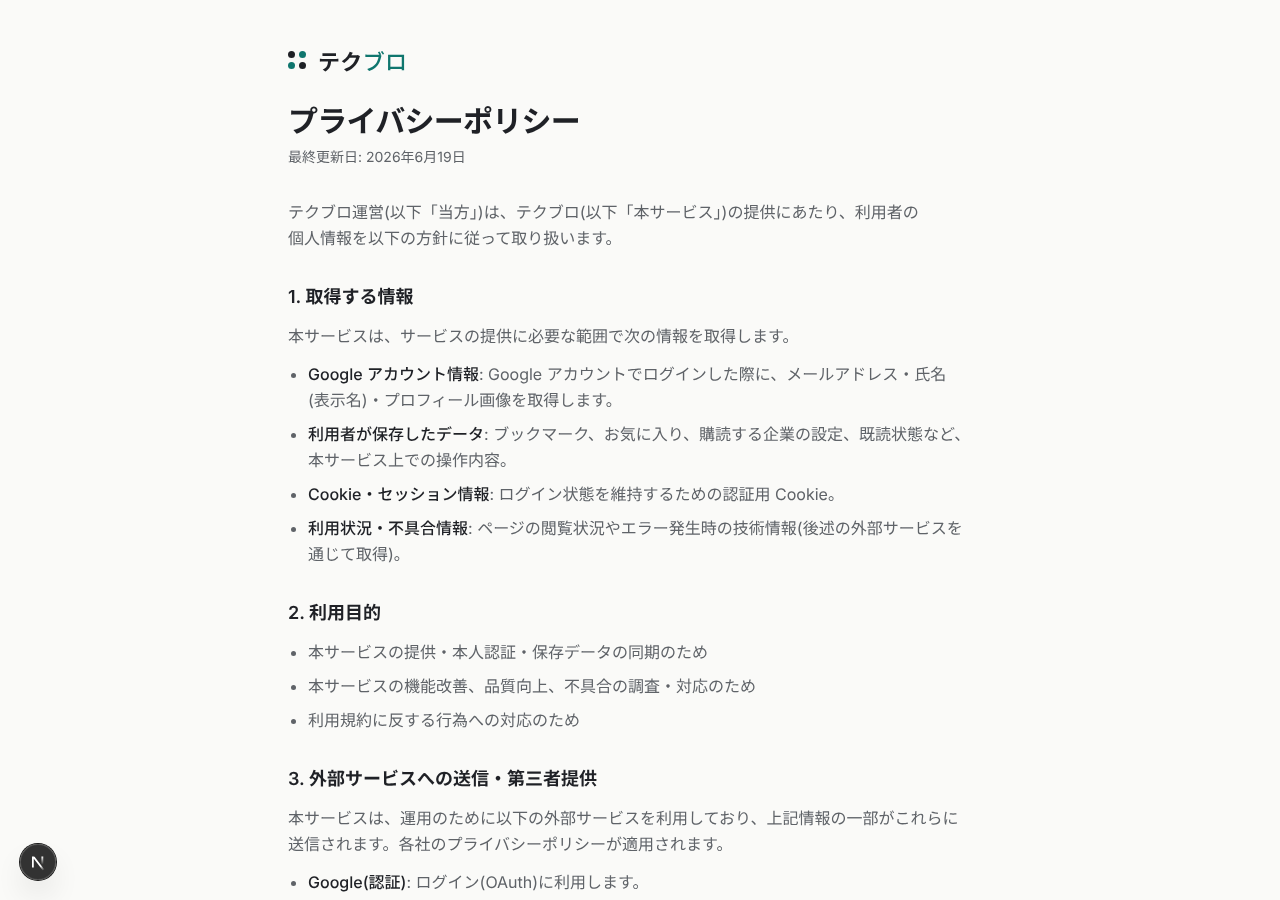 テクブロ
プライバシーポリシー
最終更新日: 2026年6月19日
テクブロ運営(以下「当方」)は、テクブロ(以下「本サービス」)の提供にあたり、利用者の
個人情報を以下の方針に従って取り扱います。
1. 取得する情報
本サービスは、サービスの提供に必要な範囲で次の情報を取得します。
• Google アカウント情報: Google アカウントでログインした際に、メールアドレス・氏名
(表示名)・プロフィール画像を取得します。
• 利用者が保存したデータ: ブックマーク、お気に入り、購読する企業の設定、既読状態など、
本サービス上での操作内容。
• Cookie・セッション情報: ログイン状態を維持するための認証用 Cookie。
• 利用状況・不具合情報: ページの閲覧状況やエラー発生時の技術情報(後述の外部サービスを
通じて取得)。
2. 利用目的
• 本サービスの提供・本人認証・保存データの同期のため
• 本サービスの機能改善、品質向上、不具合の調査・対応のため
• 利用規約に反する行為への対応のため
3. 外部サービスへの送信・第三者提供
本サービスは、運用のために以下の外部サービスを利用しており、上記情報の一部がこれらに
送信されます。各社のプライバシーポリシーが適用されます。
• Google(認証): ログイン(OAuth)に利用します。
N